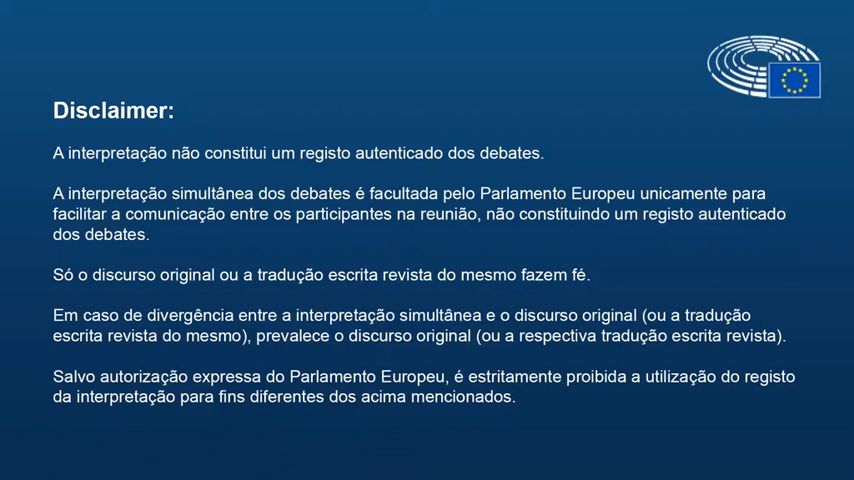 Disclaimer:
A interpretação não constitui um registo autenticado dos debates.
A interpretação simultânea dos debates é facultada pelo Parlamento Europeu unicamente para
facilitar a comunicação entre os participantes na reunião, não constituindo um registo autenticado
dos debates.
Só o discurso original ou a tradução escrita revista do mesmo fazem fé.
Em caso de divergência entre a interpretação simultânea e o discurso original (ou a tradução
escrita revista do mesmo), prevalece o discurso original (ou a respectiva tradução escrita revista).
Salvo autorização expressa do Parlamento Europeu, é estritamente proibida a utilização do registo
da interpretação para fins diferentes dos acima mencionados.